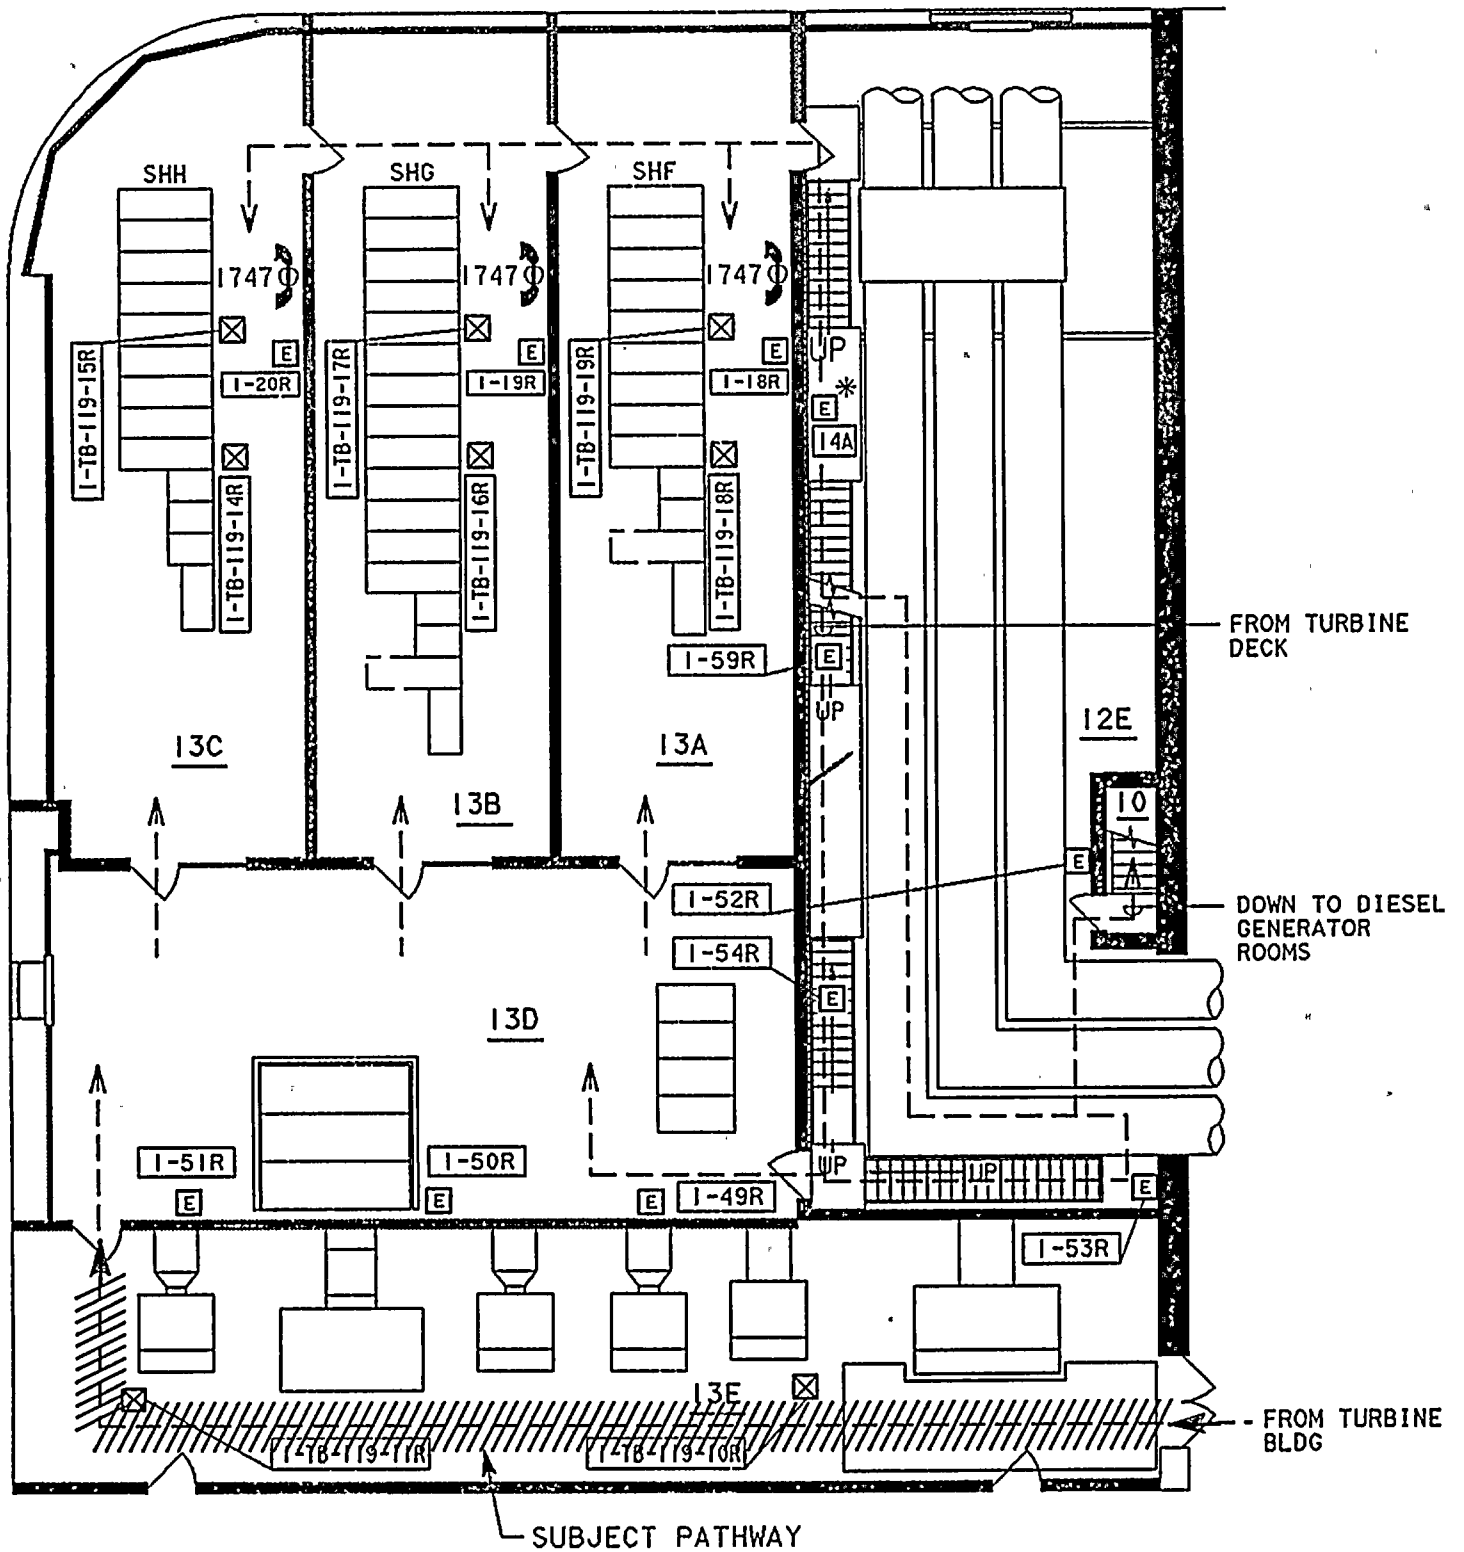 SHH
SHG
SHF
1747
1747
1747
E
E
E
1-20R
1-19R
1-18R
1-TB-119-15R
1-TB-119-17R
1-TB-119-19R
1-TB-119-14R
1-TB-119-16R
1-TB-119-18R
UP
E
14A
FROM TURBINE
DECK
1-59R
E
UP
12E
13C
13A
13B
10
E
1-52R
DOWN TO DIESEL
GENERATOR
ROOMS
1-54R
E
13D
1-51R
1-50R
UP
UP
E
E
E
1-49R
E
1-53R
13E
FROM TURBINE
BLDG
1-TB-119-11R
1-TB-119-10R
SUBJECT PATHWAY